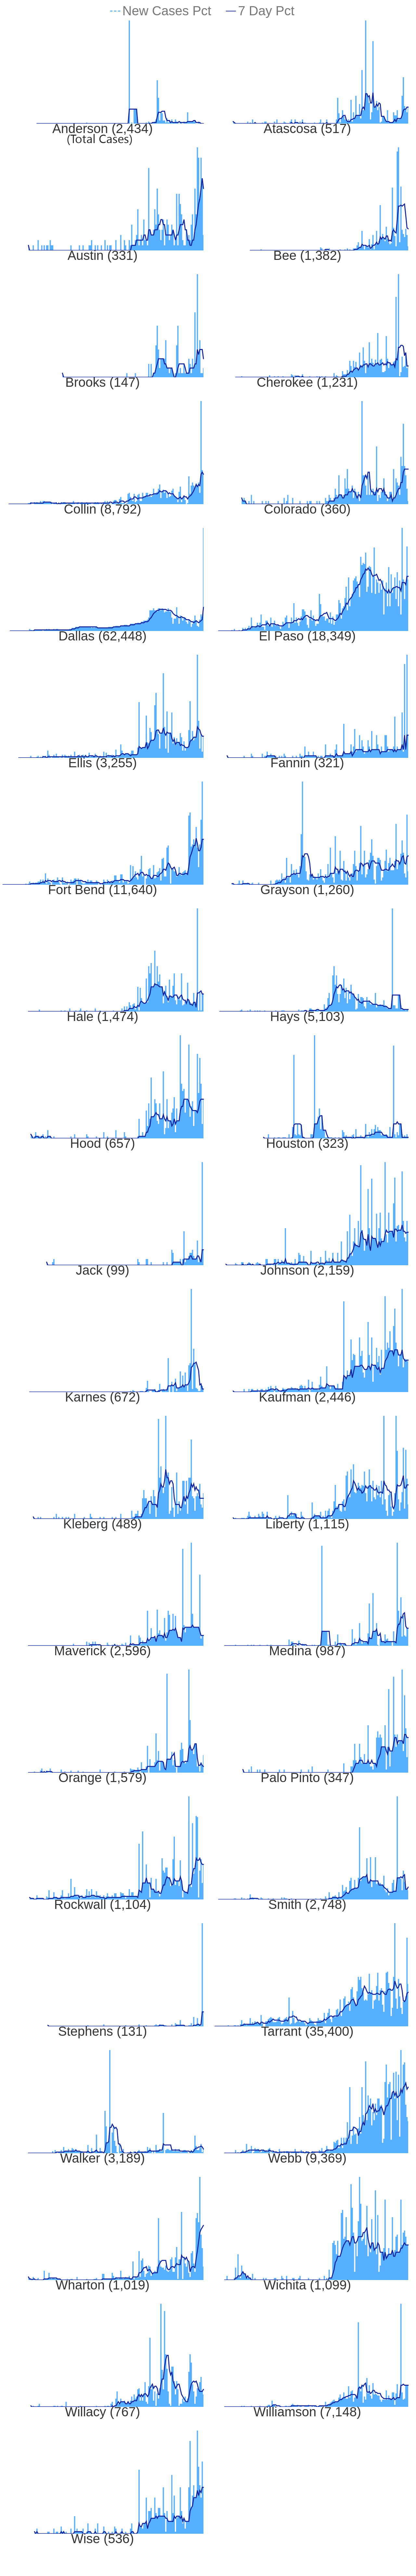 New Cases Pct 7 Day Pct
Anderson (2,434) Atascosa (517)
(Total Cases)
Austin (331) Bee (1,382)
Brooks (147) Cherokee (1,231)
Collin (8,792) Colorado (360)
Dallas (62,448) El Paso (18,349)
Ellis (3,255) Fannin (321)
Fort Bend (11,640) Grayson (1,260)
Hale (1,474) Hays (5,103)
Hood (657) Houston (323)
Jack (99) Johnson (2,159)
Karnes (672) Kaufman (2,446)
Kleberg (489) Liberty (1,115)
Maverick (2,596) Medina (987)
Orange (1,579) Palo Pinto (347)
Rockwall (1,104) Smith (2,748)
Stephens (131) Tarrant (35,400)
Walker (3,189) Webb (9,369)
Wharton (1,019) Wichita (1,099)
Willacy (767) Williamson (7,148)
Wise (536)